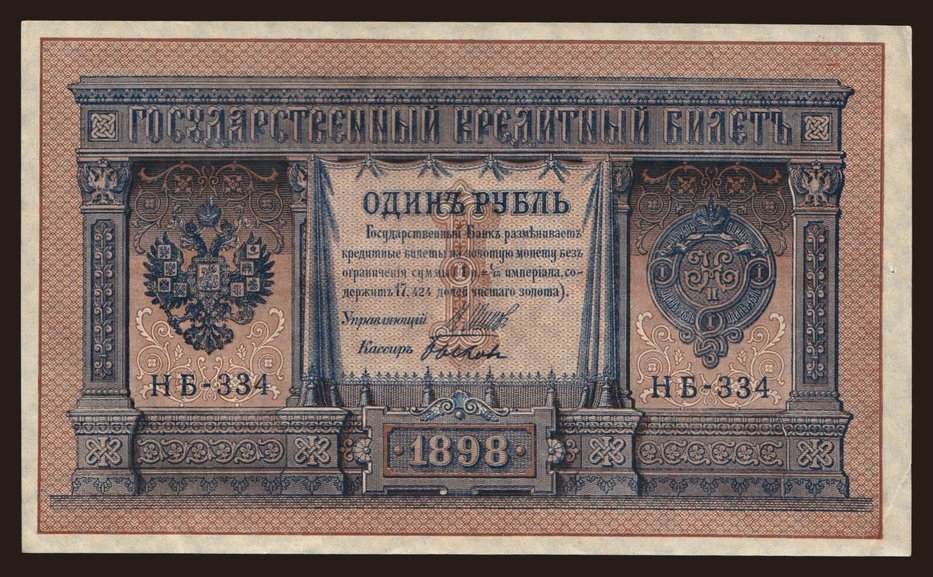 ГОСУДАРСТВЕННЫЙ КРЕДИТНЫЙ БИЛЕТЪ
ОДИНЪ РУБЛЬ
Государственный Банкъ размѣниваетъ
кредитные билеты на золотую монету безъ
ограниченія суммы (1 р.=1/15 имперіала, со-
держитъ 17,424 долей чистаго золота).
Управляющій
Кассиръ
НБ-334
НБ-334
1898